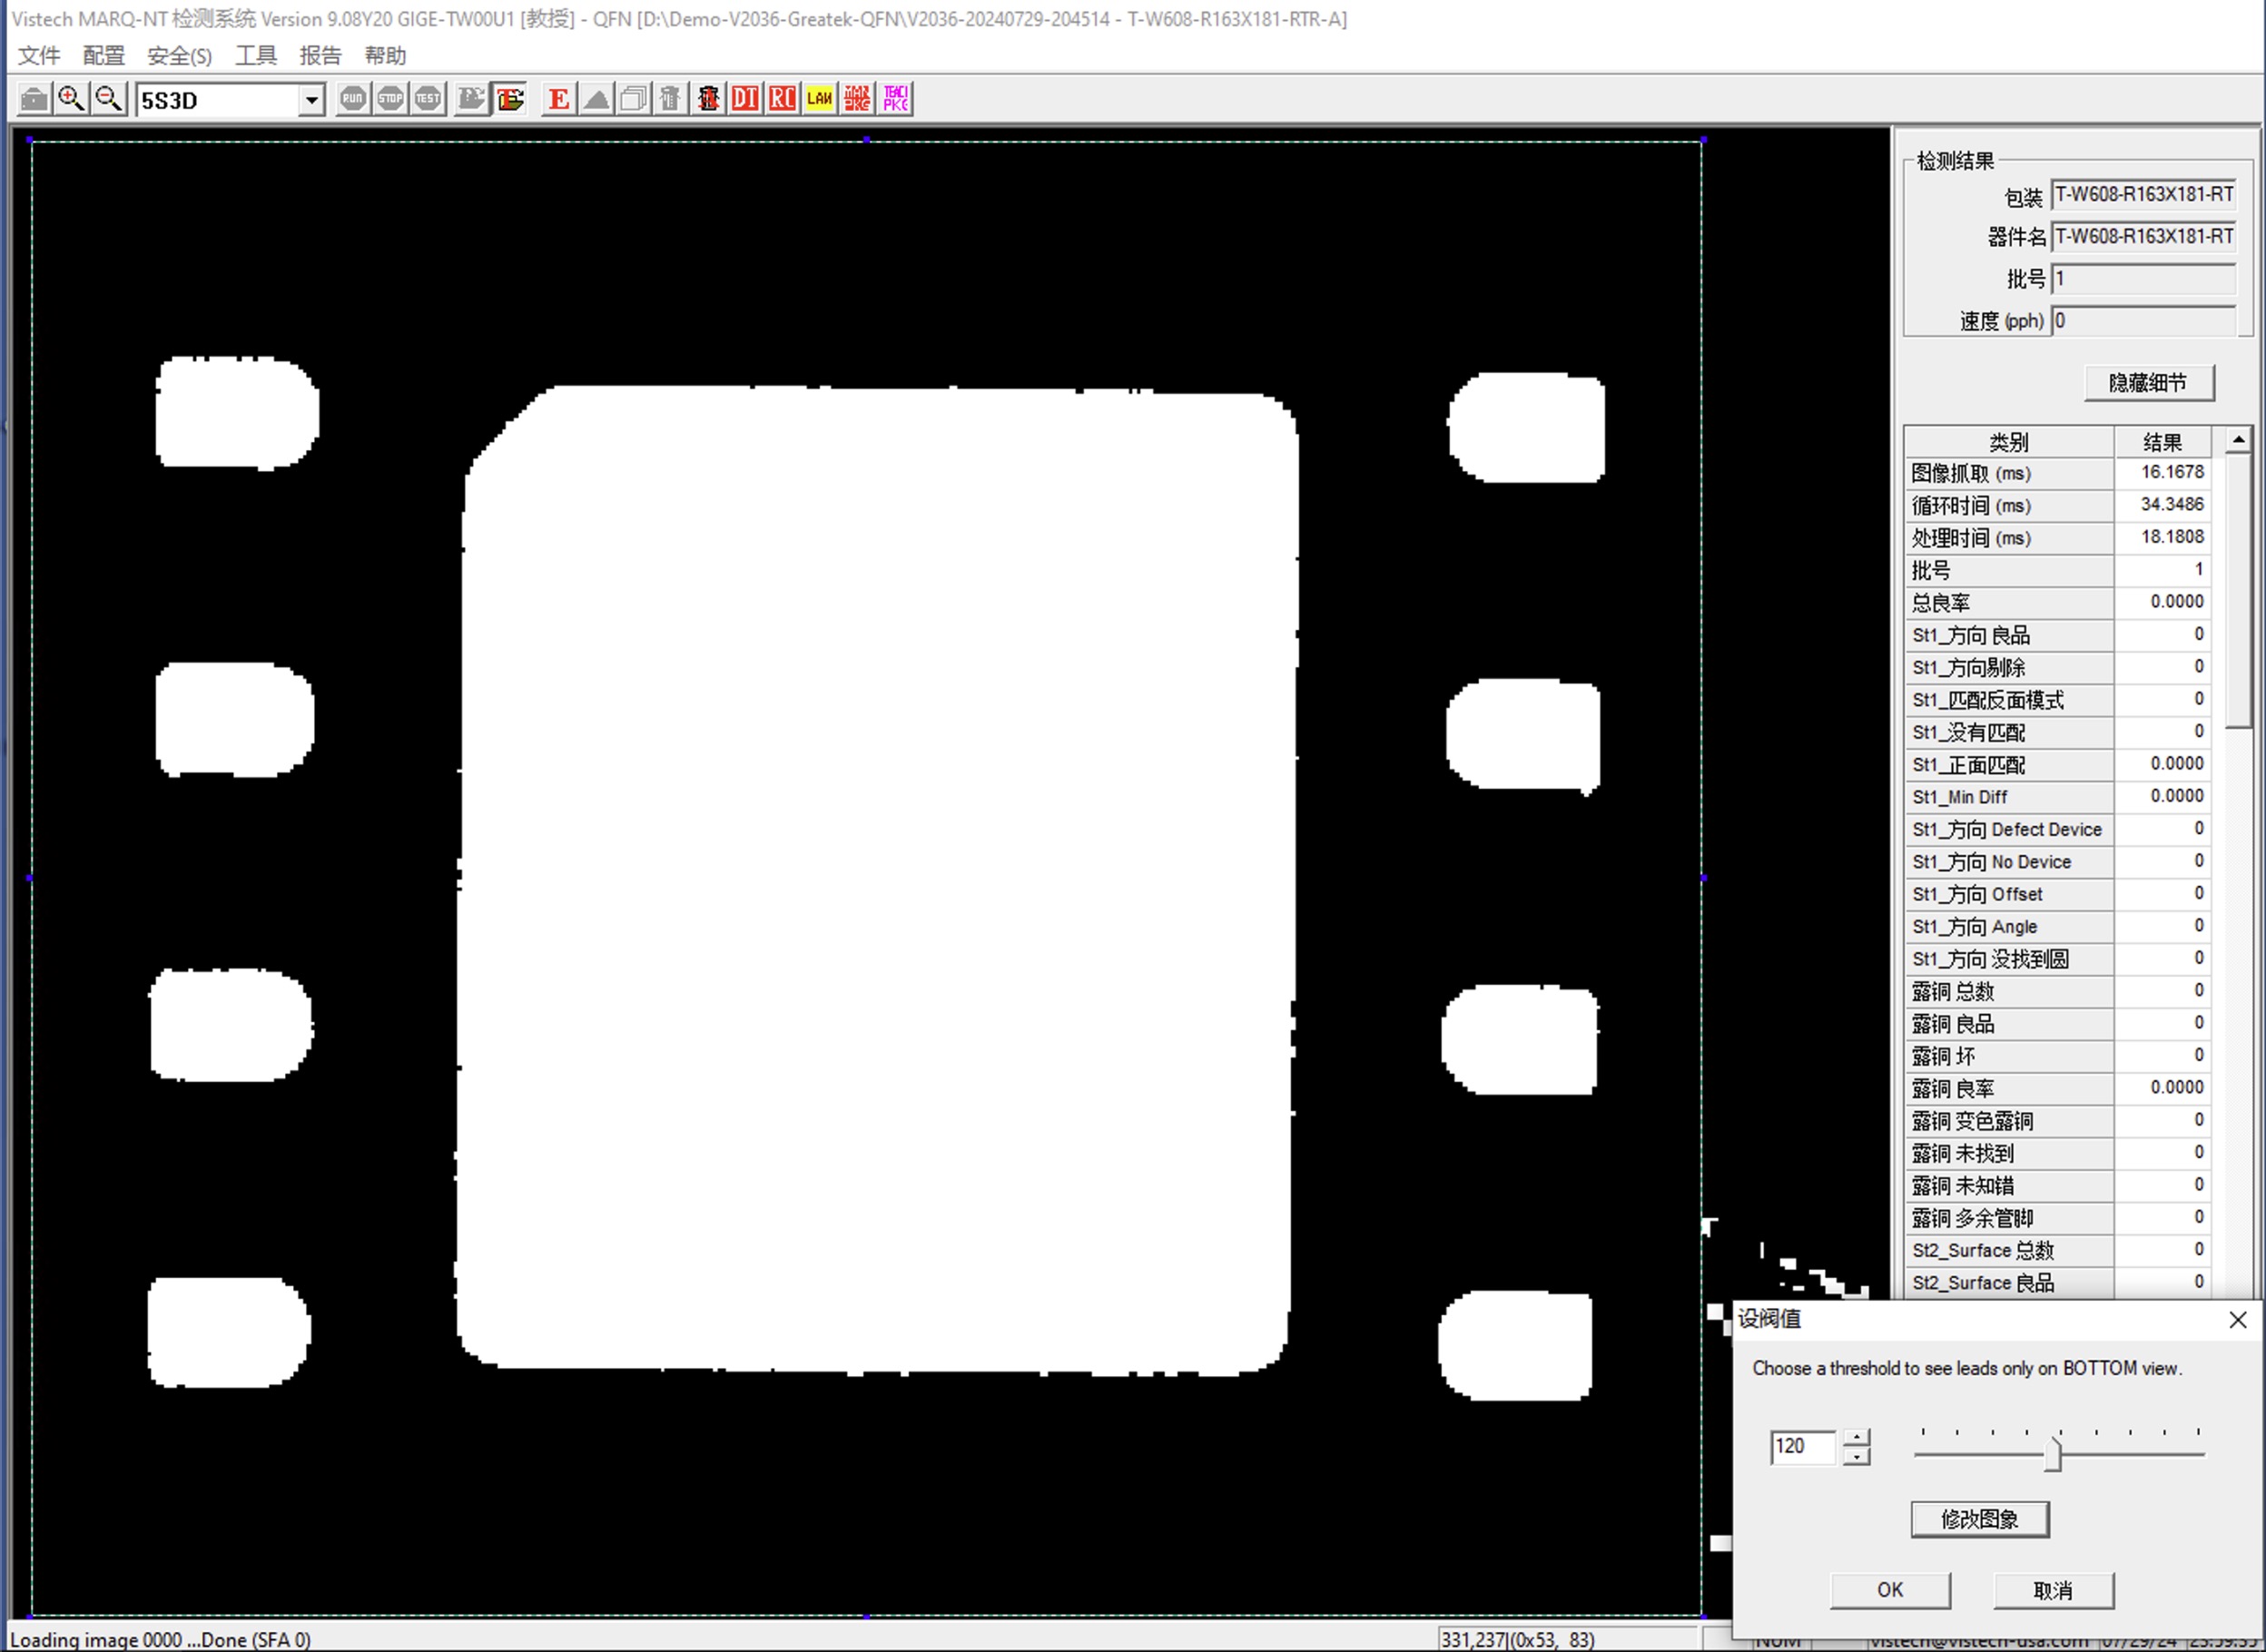 Vistech MARQ-NT 检测系统 Version 9.08Y20 GIGE-TW00U1 [教授] - QFN [D:\Demo-V2036-Greatek-QFN\V2036-20240729-204514 - T-W608-R163X181-RTR-A]
文件 配置 安全(S) 工具 报告 帮助
5S3D RUN STOP TEST E DT RC LAN
检测结果
包装 T-W608-R163X181-RT
器件名 T-W608-R163X181-RT
批号 1
速度 (pph) 0
隐藏细节
类别 结果
图像抓取 (ms) 16.1678
循环时间 (ms) 34.3486
处理时间 (ms) 18.1808
批号 1
总良率 0.0000
St1_方向 良品 0
St1_方向剔除 0
St1_匹配反面模式 0
St1_没有匹配 0
St1_正面匹配 0.0000
St1_Min Diff 0.0000
St1_方向 Defect Device 0
St1_方向 No Device 0
St1_方向 Offset 0
St1_方向 Angle 0
St1_方向 没找到圆 0
露铜 总数 0
露铜 良品 0
露铜 坏 0
露铜 良率 0.0000
露铜 变色露铜 0
露铜 未找到 0
露铜 未知错 0
露铜 多余管脚 0
St2_Surface 总数 0
St2_Surface 良品 0
设阀值
Choose a threshold to see leads only on BOTTOM view.
120
修改图象
OK 取消
Loading image 0000 ...Done (SFA 0) 331,237|(0x53, 83) NUM vistech@vistech-usa.com 07/29/24